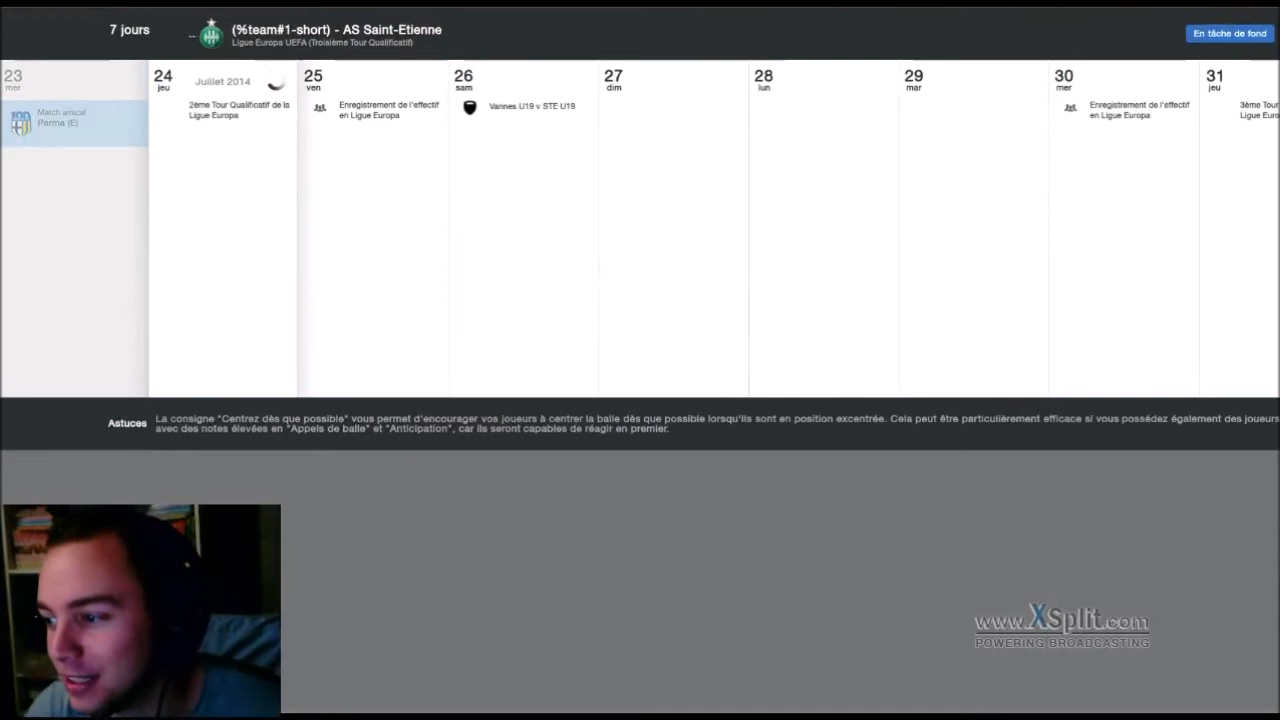 7 jours
(%team#1-short) - AS Saint-Etienne
Ligue Europa UEFA (Troisième Tour Qualificatif)
En tâche de fond
23
mer
Match amical
Parma (E)
24
jeu
Juillet 2014
2ème Tour Qualificatif de la
Ligue Europa
25
ven
Enregistrement de l'effectif
en Ligue Europa
26
sam
Vannes U19 v STE U19
27
dim
28
lun
29
mar
30
mer
Enregistrement de l'effectif
en Ligue Europa
31
jeu
3ème Tour
Ligue Euro
Astuces
La consigne "Centrez dès que possible" vous permet d'encourager vos joueurs à centrer la balle dès que possible lorsqu'ils sont en position excentrée. Cela peut être particulièrement efficace si vous possédez également des joueurs
avec des notes élevées en "Appels de balle" et "Anticipation", car ils seront capables de réagir en premier.
www.XSplit.com
POWERING BROADCASTING